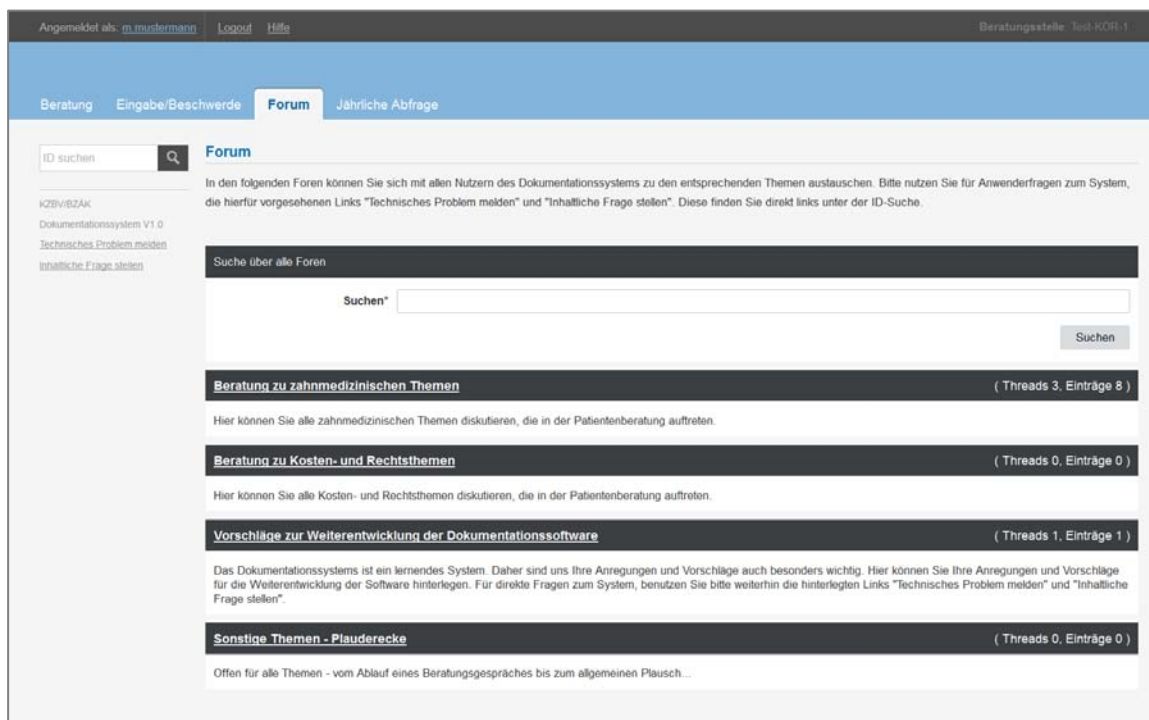 Angemeldet als: m.mustermann Logout Hilfe Beratungsstelle Test-KÖR-1
Beratung Eingabe/Beschwerde Forum Jährliche Abfrage
ID suchen
KZBV/BZÄK
Dokumentationssystem V1.0
Technisches Problem melden
Inhaltliche Frage stellen
Forum
In den folgenden Foren können Sie sich mit allen Nutzern des Dokumentationssystems zu den entsprechenden Themen austauschen. Bitte nutzen Sie für Anwenderfragen zum System,
die hierfür vorgesehenen Links "Technisches Problem melden" und "Inhaltliche Frage stellen". Diese finden Sie direkt links unter der ID-Suche.
Suche über alle Foren
Suchen*
Suchen
Beratung zu zahnmedizinischen Themen ( Threads 3, Einträge 8 )
Hier können Sie alle zahnmedizinischen Themen diskutieren, die in der Patientenberatung auftreten.
Beratung zu Kosten- und Rechtsthemen ( Threads 0, Einträge 0 )
Hier können Sie alle Kosten- und Rechtsthemen diskutieren, die in der Patientenberatung auftreten.
Vorschläge zur Weiterentwicklung der Dokumentationssoftware ( Threads 1, Einträge 1 )
Das Dokumentationssystems ist ein lernendes System. Daher sind uns Ihre Anregungen und Vorschläge auch besonders wichtig. Hier können Sie Ihre Anregungen und Vorschläge
für die Weiterentwicklung der Software hinterlegen. Für direkte Fragen zum System, benutzen Sie bitte weiterhin die hinterlegten Links "Technisches Problem melden" und "Inhaltliche
Frage stellen".
Sonstige Themen - Plauderecke ( Threads 0, Einträge 0 )
Offen für alle Themen - vom Ablauf eines Beratungsgespräches bis zum allgemeinen Plausch...